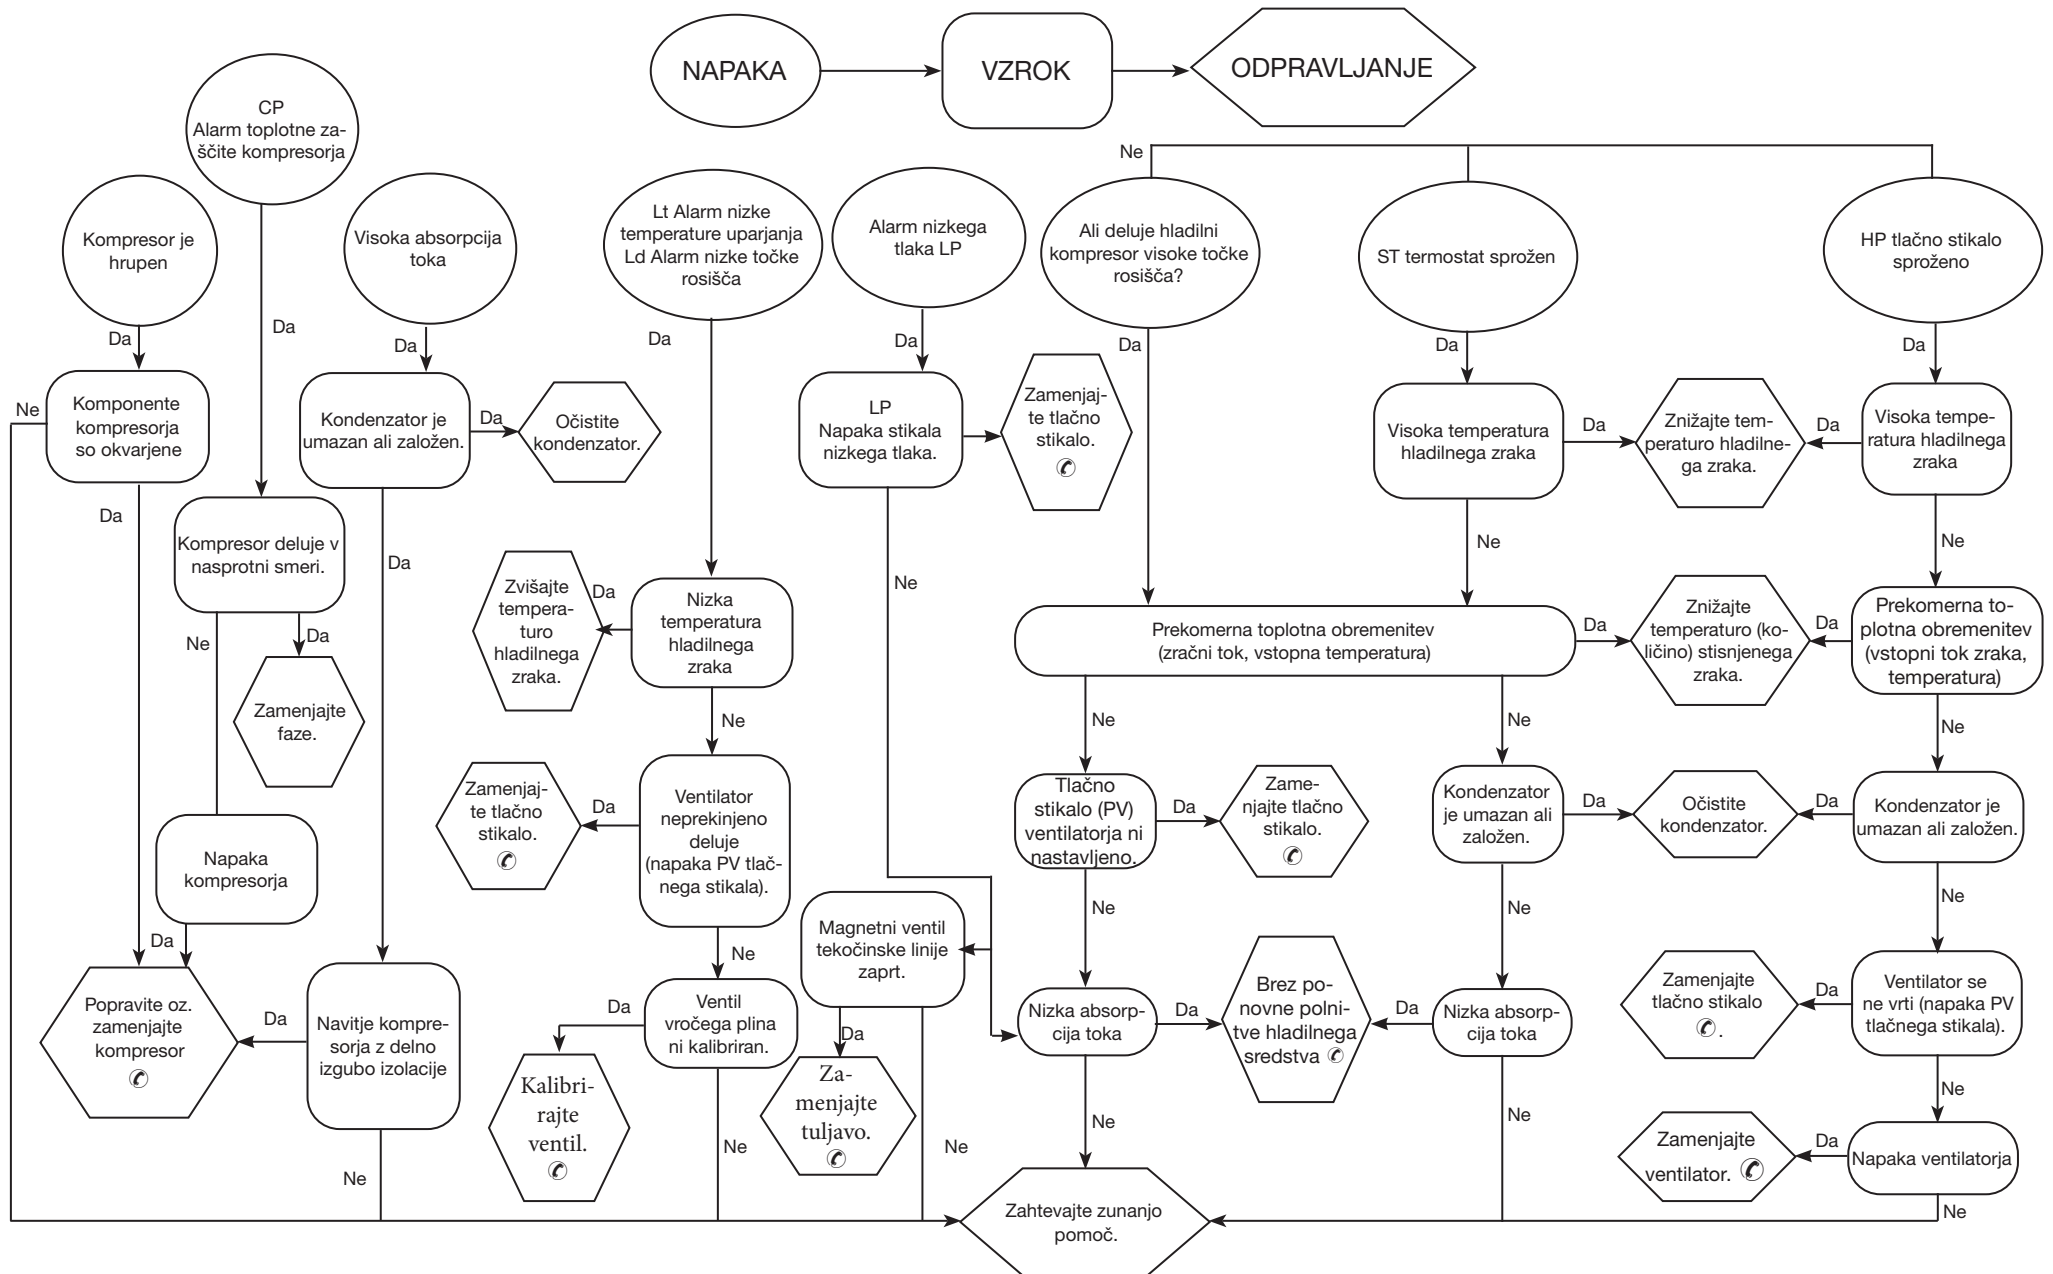 NAPAKA
VZROK
ODPRAVLJANJE
CP
Alarm toplotne za-
ščite kompresorja
Da
Kompresor je
hrupen
Da
Visoka absorpcija
toka
Da
Lt Alarm nizke
temperature uparjanja
Ld Alarm nizke točke
rosišča
Da
Alarm nizkega
tlaka LP
Da
Ne
Ali deluje hladilni
kompresor visoke točke
rosišča?
Da
ST termostat sprožen
Da
HP tlačno stikalo
sproženo
Da
Ne
Komponente
kompresorja
so okvarjene
Da
Kondenzator je
umazan ali založen.
Da
Očistite
kondenzator.
Da
LP
Napaka stikala
nizkega tlaka.
Zamenjaj-
te tlačno
stikalo.
✆
Ne
Visoka temperatura
hladilnega zraka
Da
Znižajte tem-
peraturo hladilne-
ga zraka.
Da
Visoka tempe-
ratura hladilnega
zraka
Ne
Ne
Kompresor deluje v
nasprotni smeri.
Ne
Da
Zamenjajte
faze.
Zvišajte
tempera-
turo
hladilnega
zraka.
Da
Nizka
temperatura
hladilnega
zraka
Ne
Prekomerna toplotna obremenitev
(zračni tok, vstopna temperatura)
Da
Znižajte
temperaturo (ko-
ličino) stisnjenega
zraka.
Da
Prekomerna to-
plotna obremenitev
(vstopni tok zraka,
temperatura)
Ne
Ne
Ne
Zamenjaj-
te tlačno
stikalo.
✆
Da
Ventilator
neprekinjeno
deluje
(napaka PV tlač-
nega stikala).
Ne
Tlačno
stikalo (PV)
ventilatorja ni
nastavljeno.
Da
Zame-
njajte tlačno
stikalo.
✆
Ne
Kondenzator
je umazan ali
založen.
Da
Očistite
kondenzator.
Da
Kondenzator je
umazan ali založen.
Ne
Ne
Napaka
kompresorja
Da
Popravite oz.
zamenjajte
kompresor
✆
Da
Navitje kompre-
sorja z delno
izgubo izolacije
Ne
Da
Ventil
vročega plina
ni kalibriran.
Kalibri-
rajte
ventil.
✆
Ne
Magnetni ventil
tekočinske linije
zaprt.
Da
Za-
menjajte
tuljavo.
✆
Ne
Nizka absorp-
cija toka
Da
Brez po-
novne polni-
tve hladilnega
sredstva ✆
Da
Nizka absorp-
cija toka
Ne
Ne
Zamenjajte
tlačno stikalo
✆ .
Da
Ventilator se
ne vrti (napaka PV
tlačnega stikala).
Ne
Zamenjajte
ventilator. ✆
Da
Napaka ventilatorja
Ne
Zahtevajte zunanjo
pomoč.